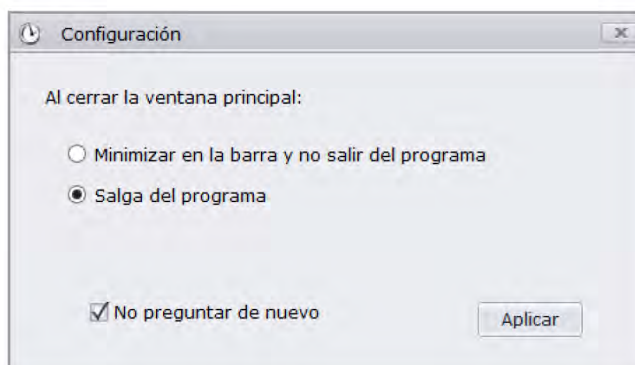 Configuración
Al cerrar la ventana principal:
Minimizar en la barra y no salir del programa
Salga del programa
No preguntar de nuevo
Aplicar